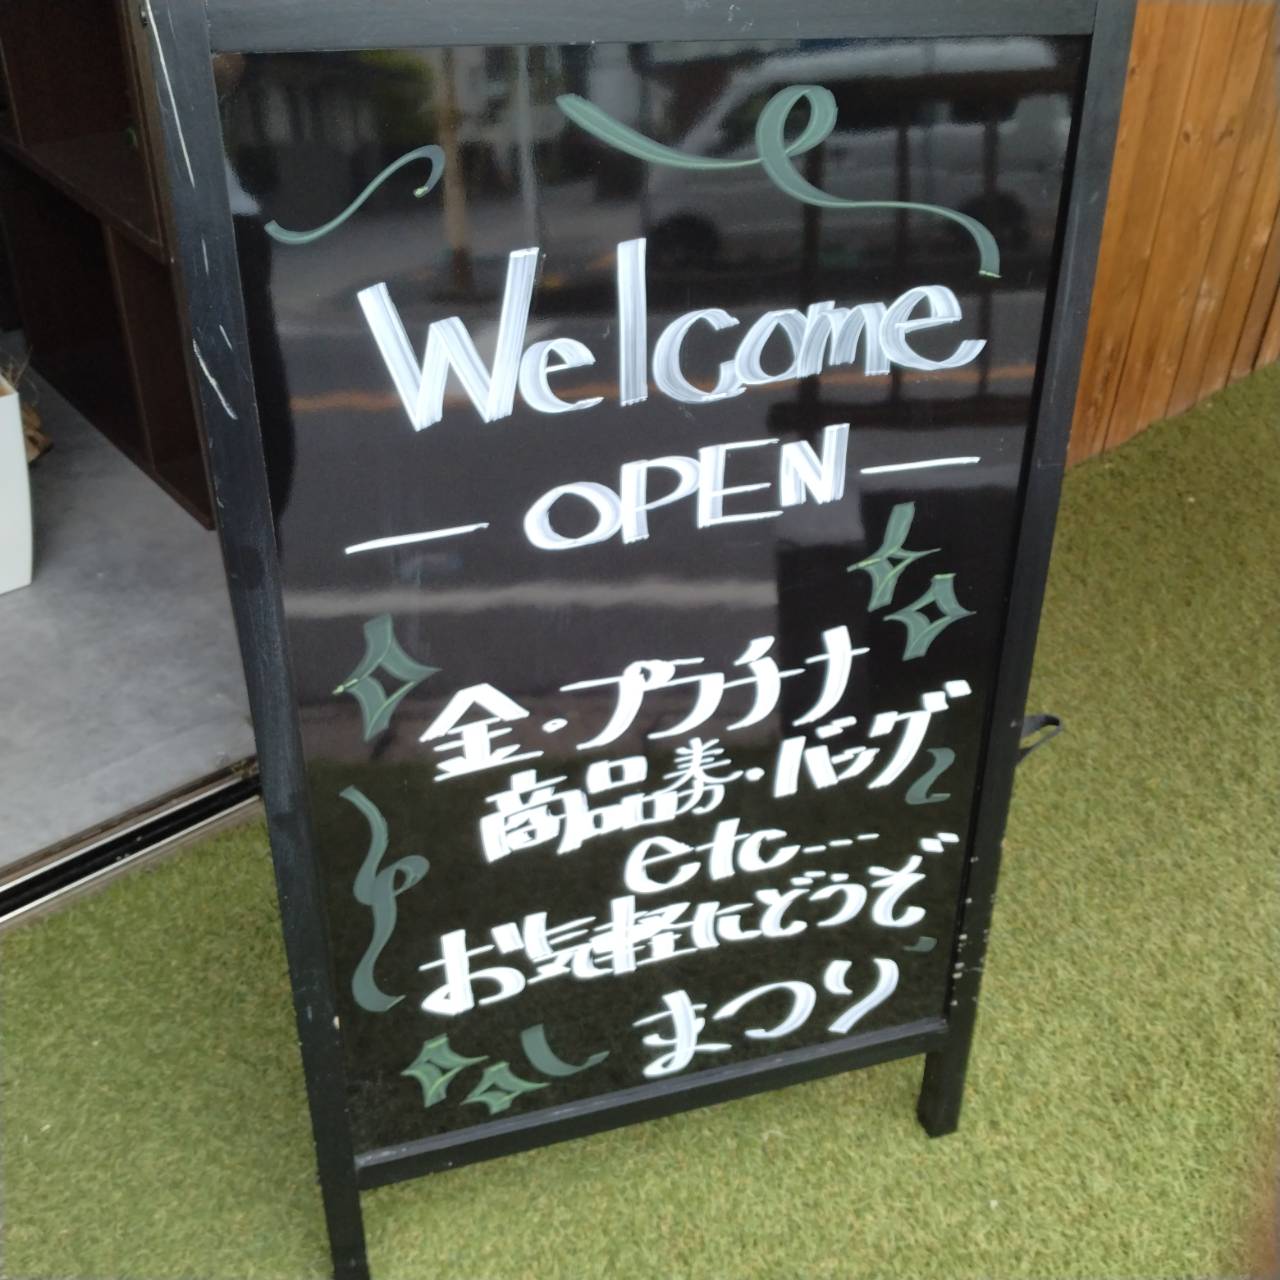 Welcome
— OPEN —
金・プラチナ
商品券・バッグ
etc----
お気軽にどうぞ
まつり